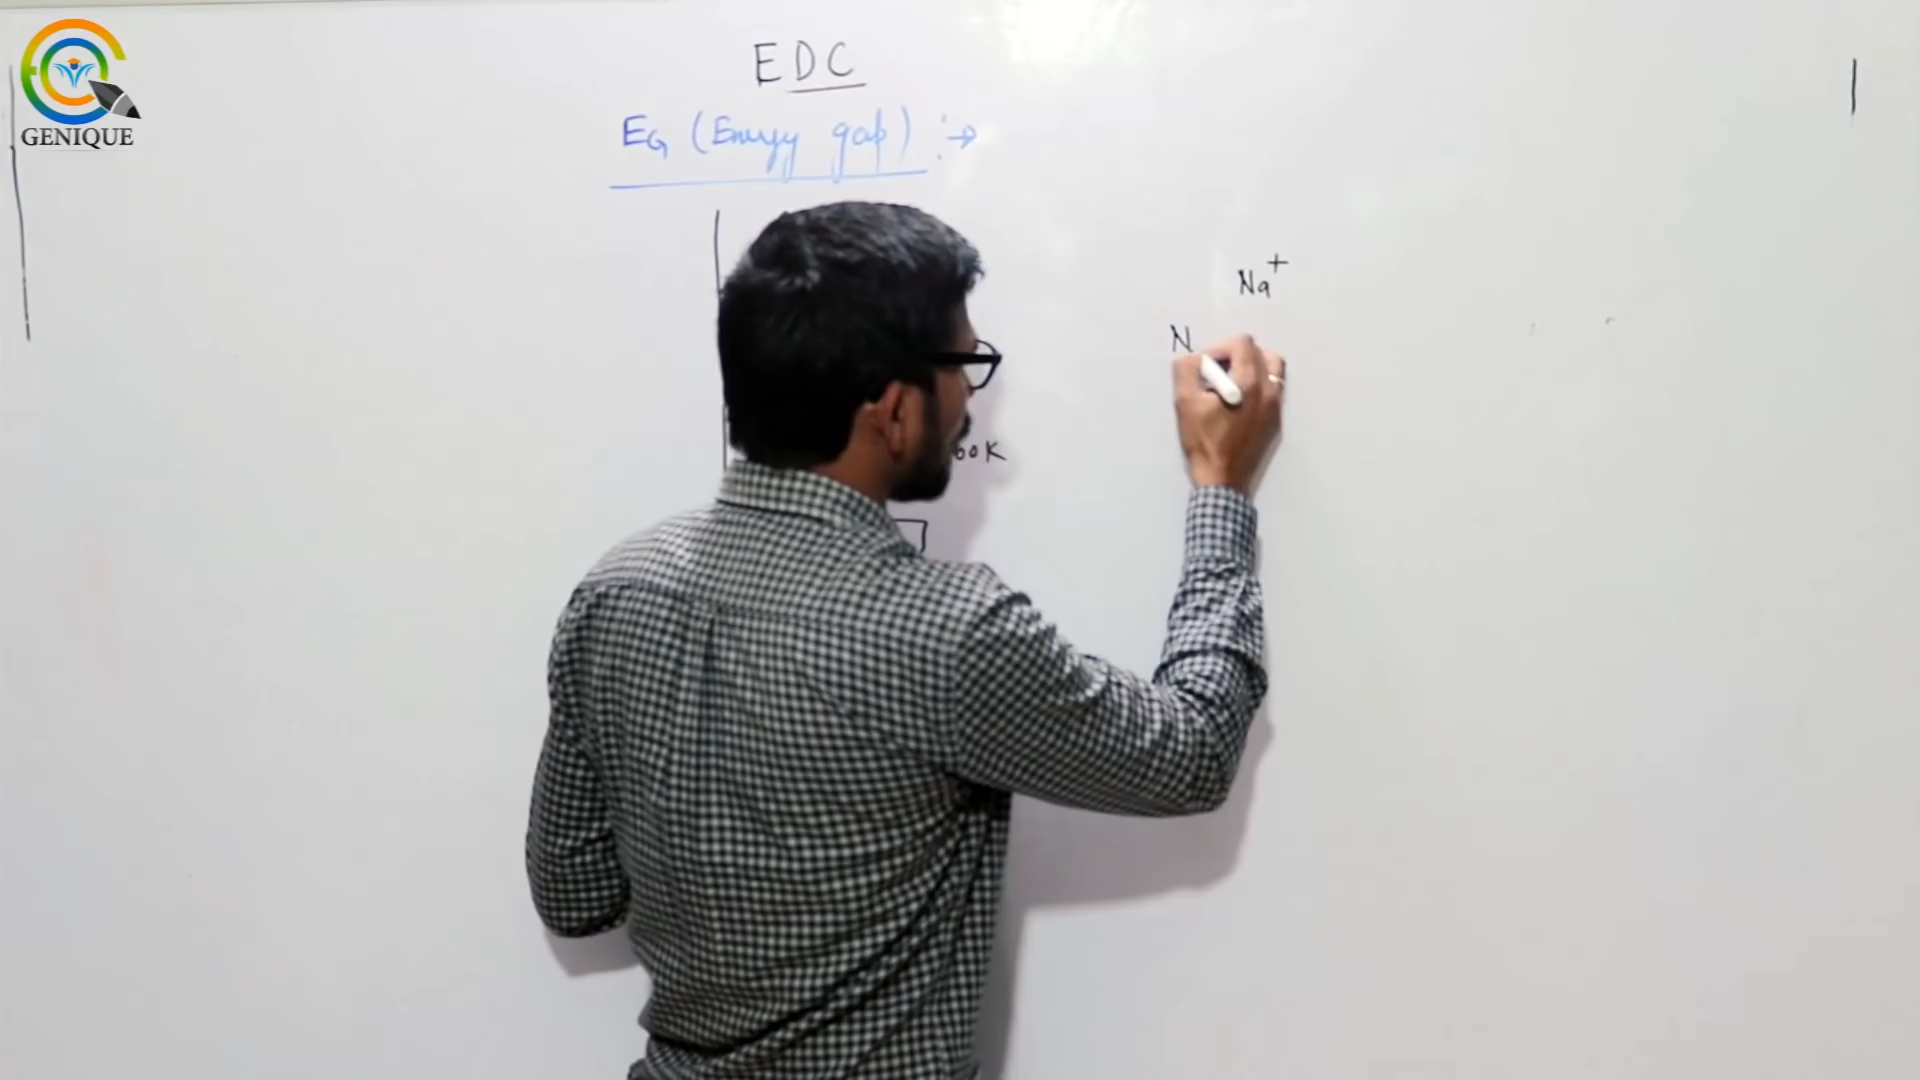 GENIQUE
EDC
EG (Energy gap) :→
Na+
N
00K